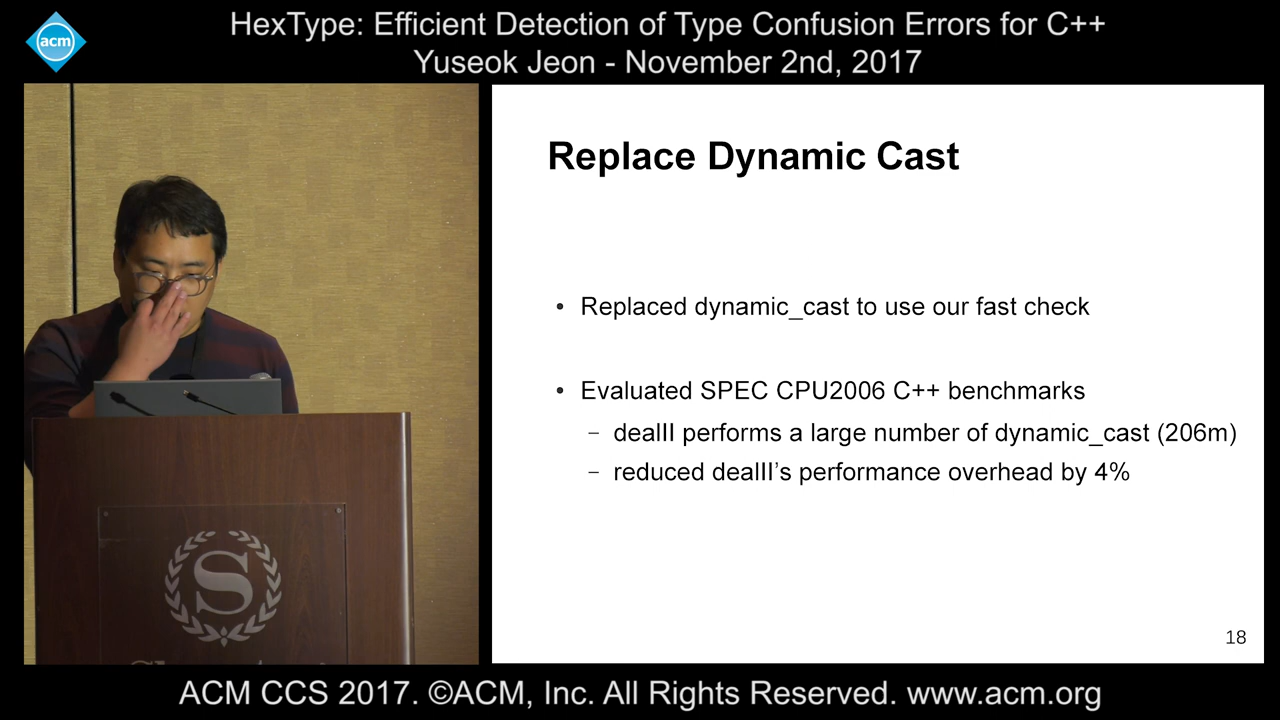 HexType: Efficient Detection of Type Confusion Errors for C++
acm
Yuseok Jeon - November 2nd, 2017
Replace Dynamic Cast
• Replaced dynamic_cast to use our fast check
• Evaluated SPEC CPU2006 C++ benchmarks
– dealII performs a large number of dynamic_cast (206m)
– reduced dealII’s performance overhead by 4%
18
S
ACM CCS 2017. ©ACM, Inc. All Rights Reserved. www.acm.org